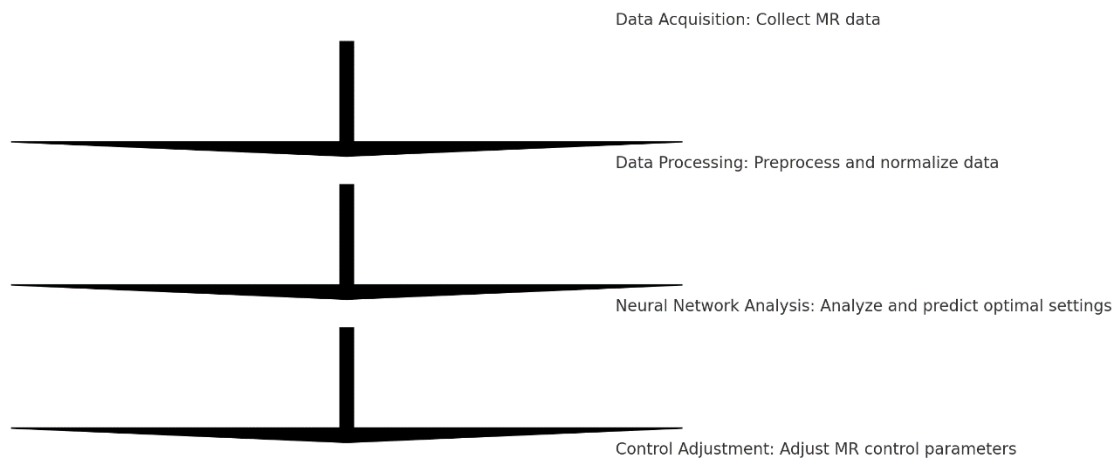 Data Acquisition: Collect MR data
Data Processing: Preprocess and normalize data
Neural Network Analysis: Analyze and predict optimal settings
Control Adjustment: Adjust MR control parameters